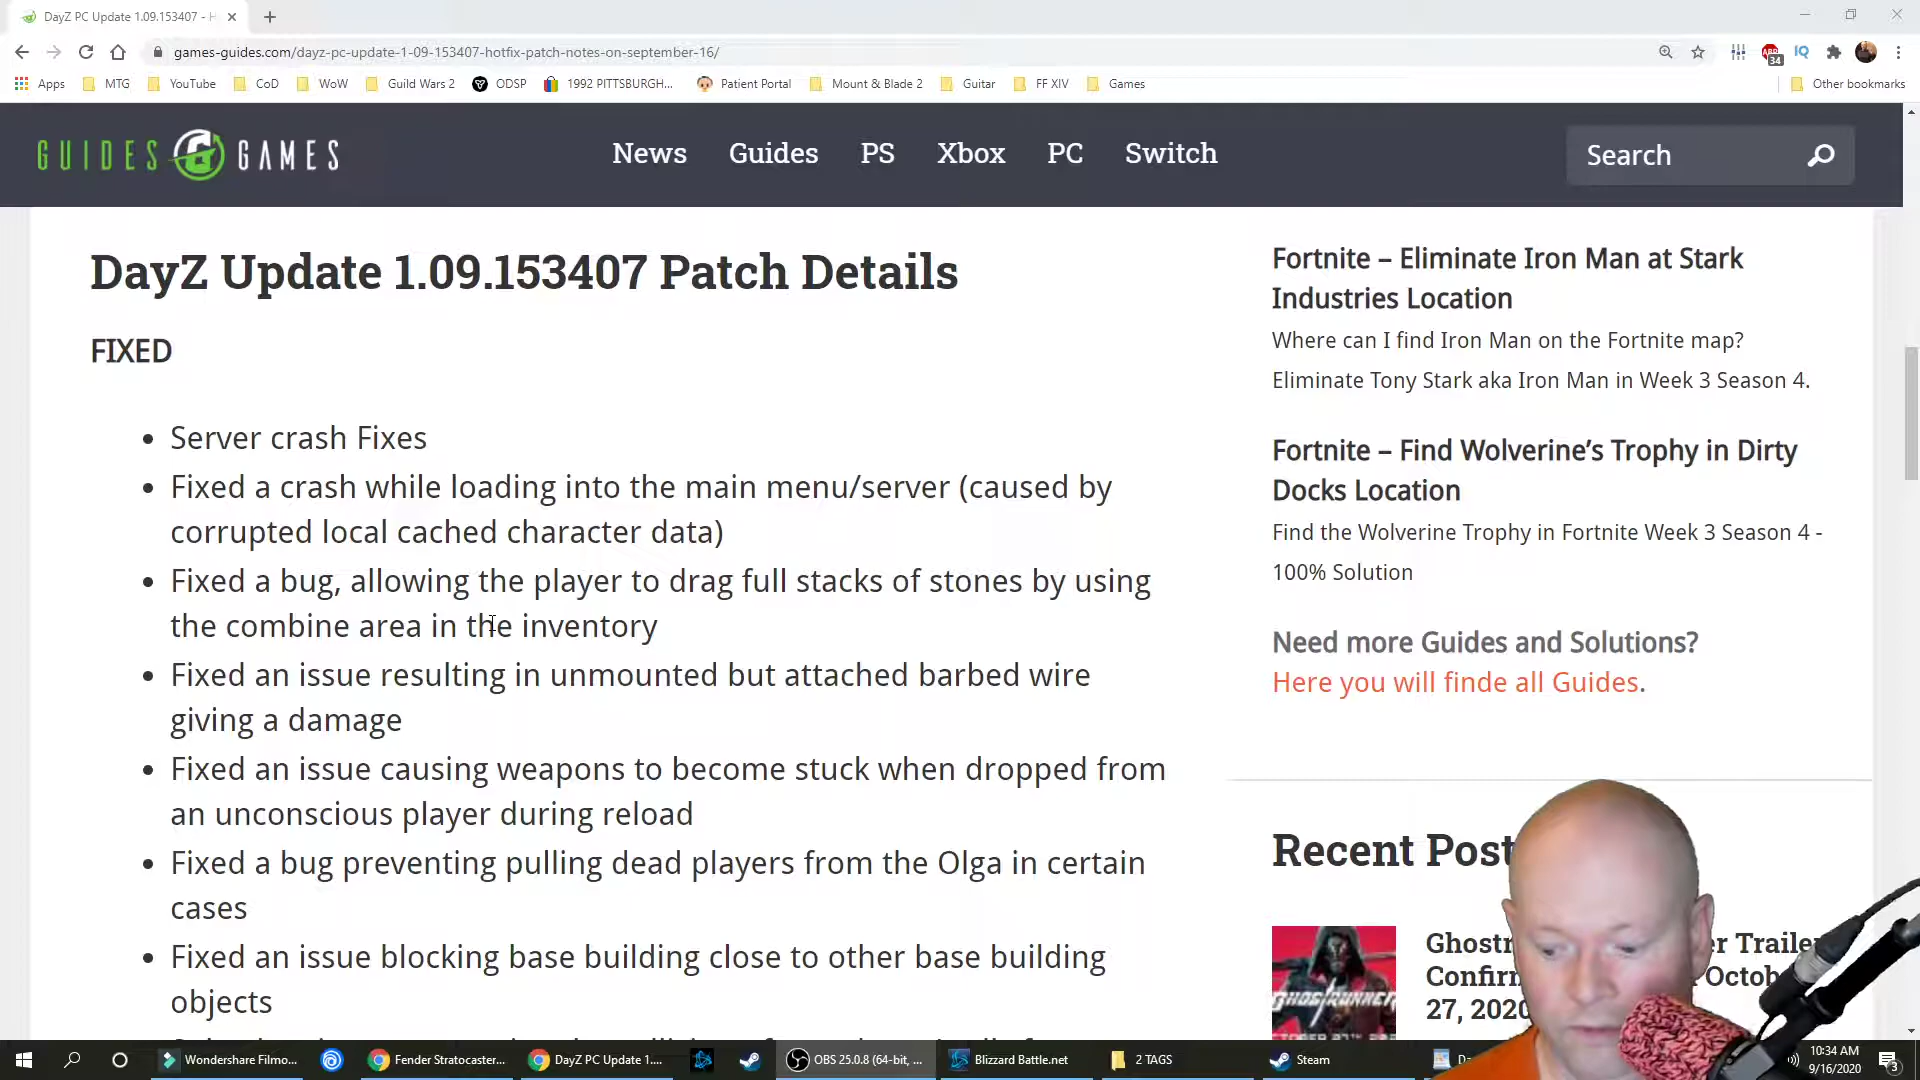 DayZ PC Update 1.09.153407 - H
games-guides.com/dayz-pc-update-1-09-153407-hotfix-patch-notes-on-september-16/
ABP
34
IQ
Apps
MTG
YouTube
CoD
WoW
Guild Wars 2
ODSP
1992 PITTSBURGH...
Patient Portal
Mount & Blade 2
Guitar
FF XIV
Games
Other bookmarks
GUIDES GAMES
News
Guides
PS
Xbox
PC
Switch
Search
DayZ Update 1.09.153407 Patch Details
FIXED
• Server crash Fixes
• Fixed a crash while loading into the main menu/server (caused by
corrupted local cached character data)
• Fixed a bug, allowing the player to drag full stacks of stones by using
the combine area in the inventory
• Fixed an issue resulting in unmounted but attached barbed wire
giving a damage
• Fixed an issue causing weapons to become stuck when dropped from
an unconscious player during reload
• Fixed a bug preventing pulling dead players from the Olga in certain
cases
• Fixed an issue blocking base building close to other base building
objects
Fortnite – Eliminate Iron Man at Stark
Industries Location
Where can I find Iron Man on the Fortnite map?
Eliminate Tony Stark aka Iron Man in Week 3 Season 4.
Fortnite – Find Wolverine’s Trophy in Dirty
Docks Location
Find the Wolverine Trophy in Fortnite Week 3 Season 4 -
100% Solution
Need more Guides and Solutions?
Here you will finde all Guides.
Recent Post
GHOSTRUNNER
Ghostr er Trailer
Confirm Octob
27, 2020
Wondershare Filmo...
Fender Stratocaster...
DayZ PC Update 1....
OBS 25.0.8 (64-bit, ...
Blizzard Battle.net
2 TAGS
Steam
10:34 AM
9/16/2020
3